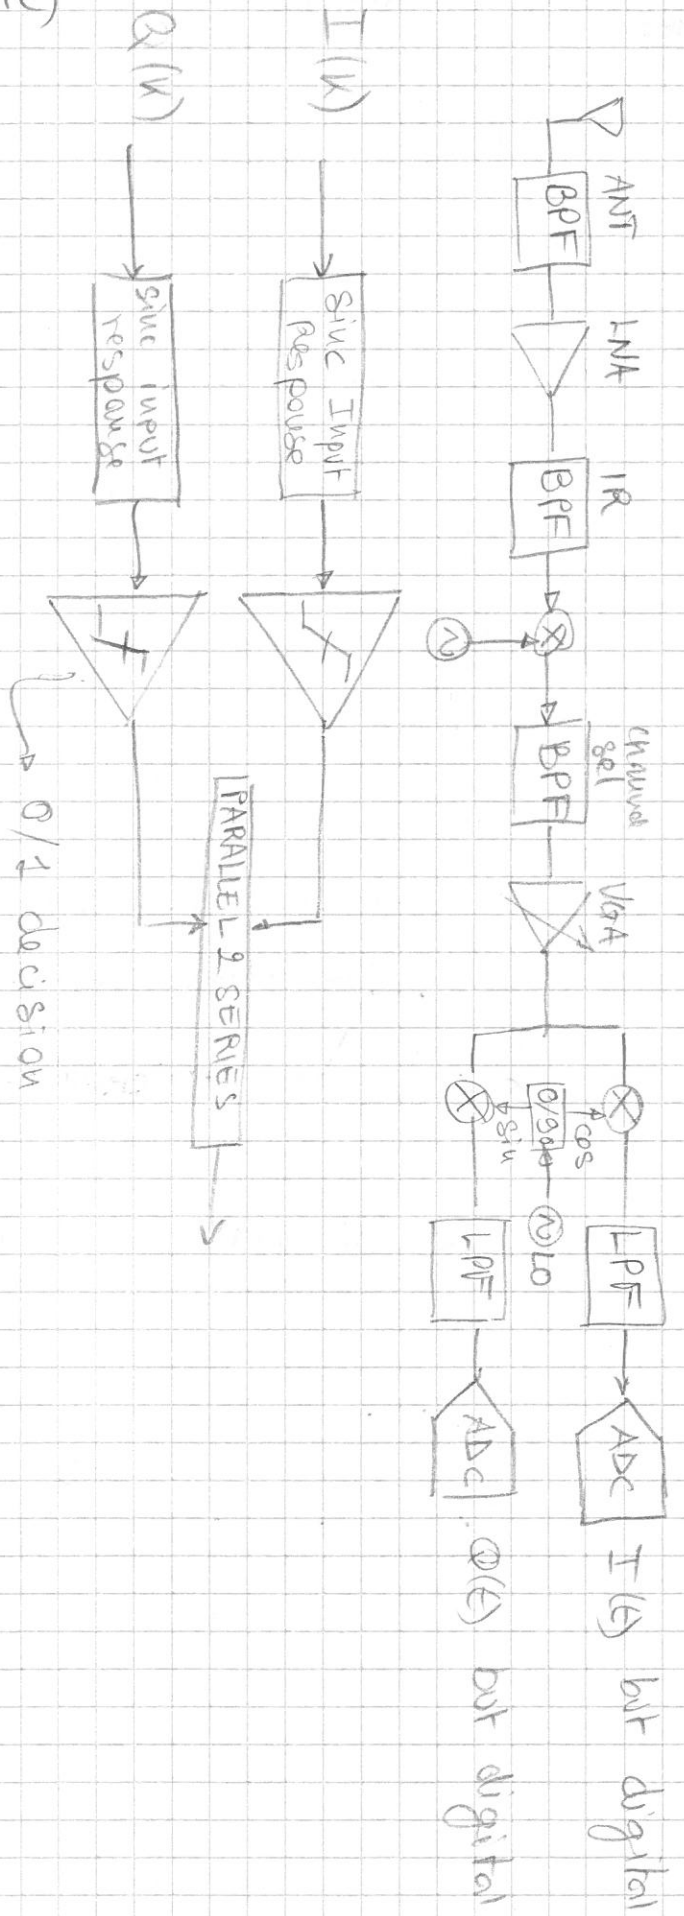 ANT
LNA
IR
channel
sel
VGA
BPF
BPF
BPF
cos
0/90
sin
LO
LPF
ADC
I(t) but digital
LPF
ADC
Q(t) but digital
I(k)
Sinc Input
Response
Q(k)
Sinc input
response
PARALLEL 2 SERIES
0/1 decision